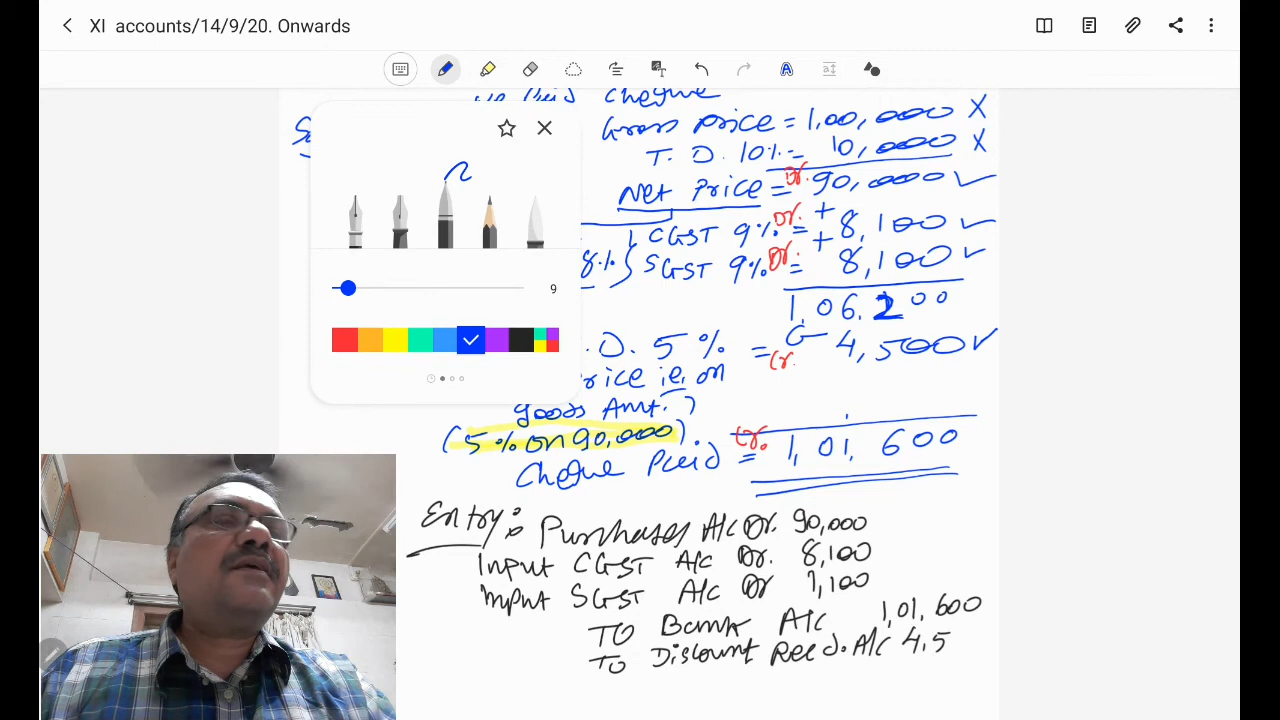 XI accounts/14/9/20. Onwards
Cheque
Gross Price = 1,00,000 X
T. D. 10% = 10,000 X
Net Price = Dr. 90,000 ✓
CGST 9% = Dr. + 8,100 ✓
8% } SGST 9% = Dr. + 8,100 ✓
1,06,200
. D. 5 % = Cr. 4,500 ✓
rice i.e. on
goods Amt. )
(5% on 90,000).
Cheque Paid = Cr. 1,01,600
Entry: Purchases A/c Dr. 90,000
Input CGST A/c Dr. 8,100
Input SGST A/c Dr 1,100
TO Bank A/c 1,01,600
TO Discount Recd. A/c 4,5
9